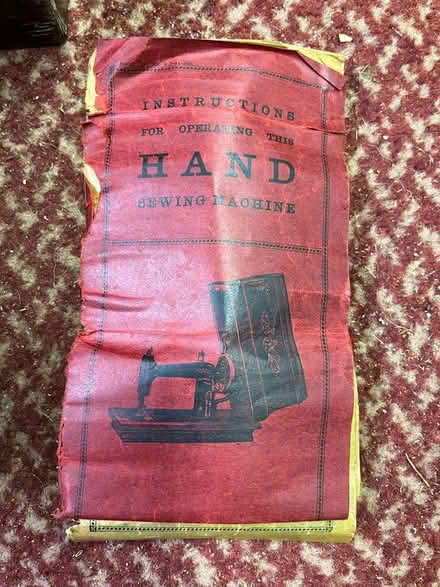 INSTRUCTIONS
FOR OPERATING THIS
HAND
SEWING MACHINE